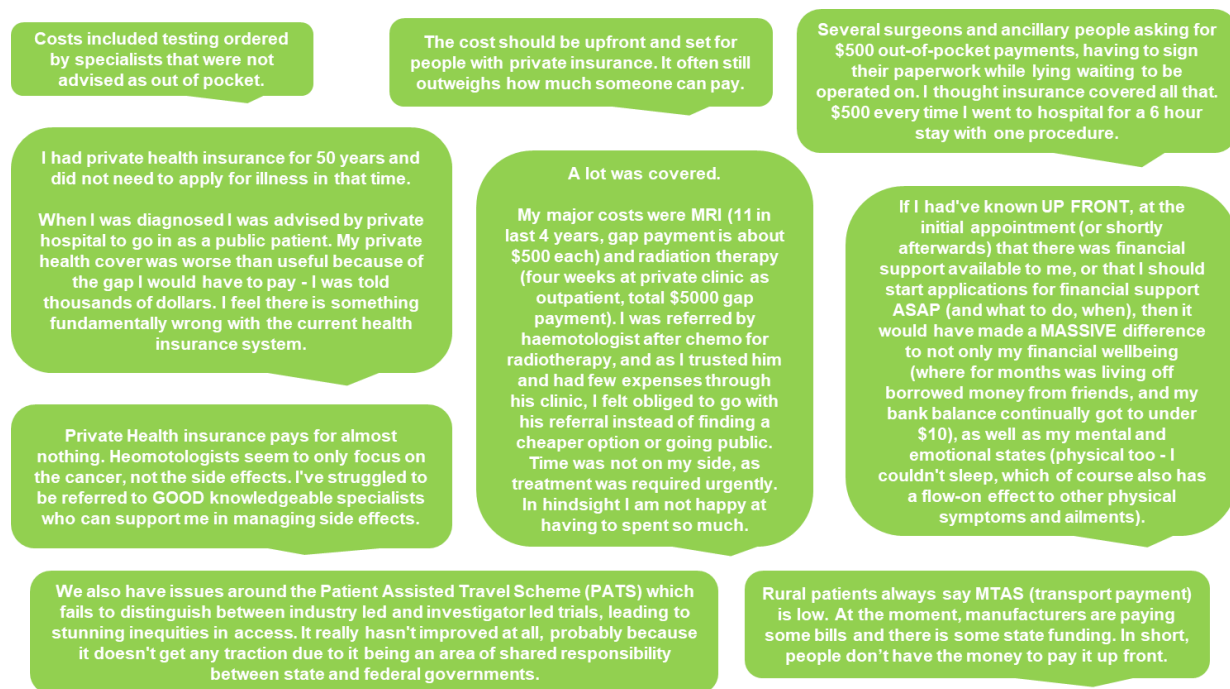 Costs included testing ordered
by specialists that were not
advised as out of pocket.
The cost should be upfront and set for
people with private insurance. It often still
outweighs how much someone can pay.
Several surgeons and ancillary people asking for
$500 out-of-pocket payments, having to sign
their paperwork while lying waiting to be
operated on. I thought insurance covered all that.
$500 every time I went to hospital for a 6 hour
stay with one procedure.
I had private health insurance for 50 years and
did not need to apply for illness in that time.
When I was diagnosed I was advised by private
hospital to go in as a public patient. My private
health cover was worse than useful because of
the gap I would have to pay - I was told
thousands of dollars. I feel there is something
fundamentally wrong with the current health
insurance system.
A lot was covered.
My major costs were MRI (11 in
last 4 years, gap payment is about
$500 each) and radiation therapy
(four weeks at private clinic as
outpatient, total $5000 gap
payment). I was referred by
haemotologist after chemo for
radiotherapy, and as I trusted him
and had few expenses through
his clinic, I felt obliged to go with
his referral instead of finding a
cheaper option or going public.
Time was not on my side, as
treatment was required urgently.
In hindsight I am not happy at
having to spent so much.
If I had've known UP FRONT, at the
initial appointment (or shortly
afterwards) that there was financial
support available to me, or that I should
start applications for financial support
ASAP (and what to do, when), then it
would have made a MASSIVE difference
to not only my financial wellbeing
(where for months was living off
borrowed money from friends, and my
bank balance continually got to under
$10), as well as my mental and
emotional states (physical too - I
couldn't sleep, which of course also has
a flow-on effect to other physical
symptoms and ailments).
Private Health insurance pays for almost
nothing. Heomotologists seem to only focus on
the cancer, not the side effects. I've struggled to
be referred to GOOD knowledgeable specialists
who can support me in managing side effects.
We also have issues around the Patient Assisted Travel Scheme (PATS) which
fails to distinguish between industry led and investigator led trials, leading to
stunning inequities in access. It really hasn't improved at all, probably because
it doesn't get any traction due to it being an area of shared responsibility
between state and federal governments.
Rural patients always say MTAS (transport payment)
is low. At the moment, manufacturers are paying
some bills and there is some state funding. In short,
people don’t have the money to pay it up front.